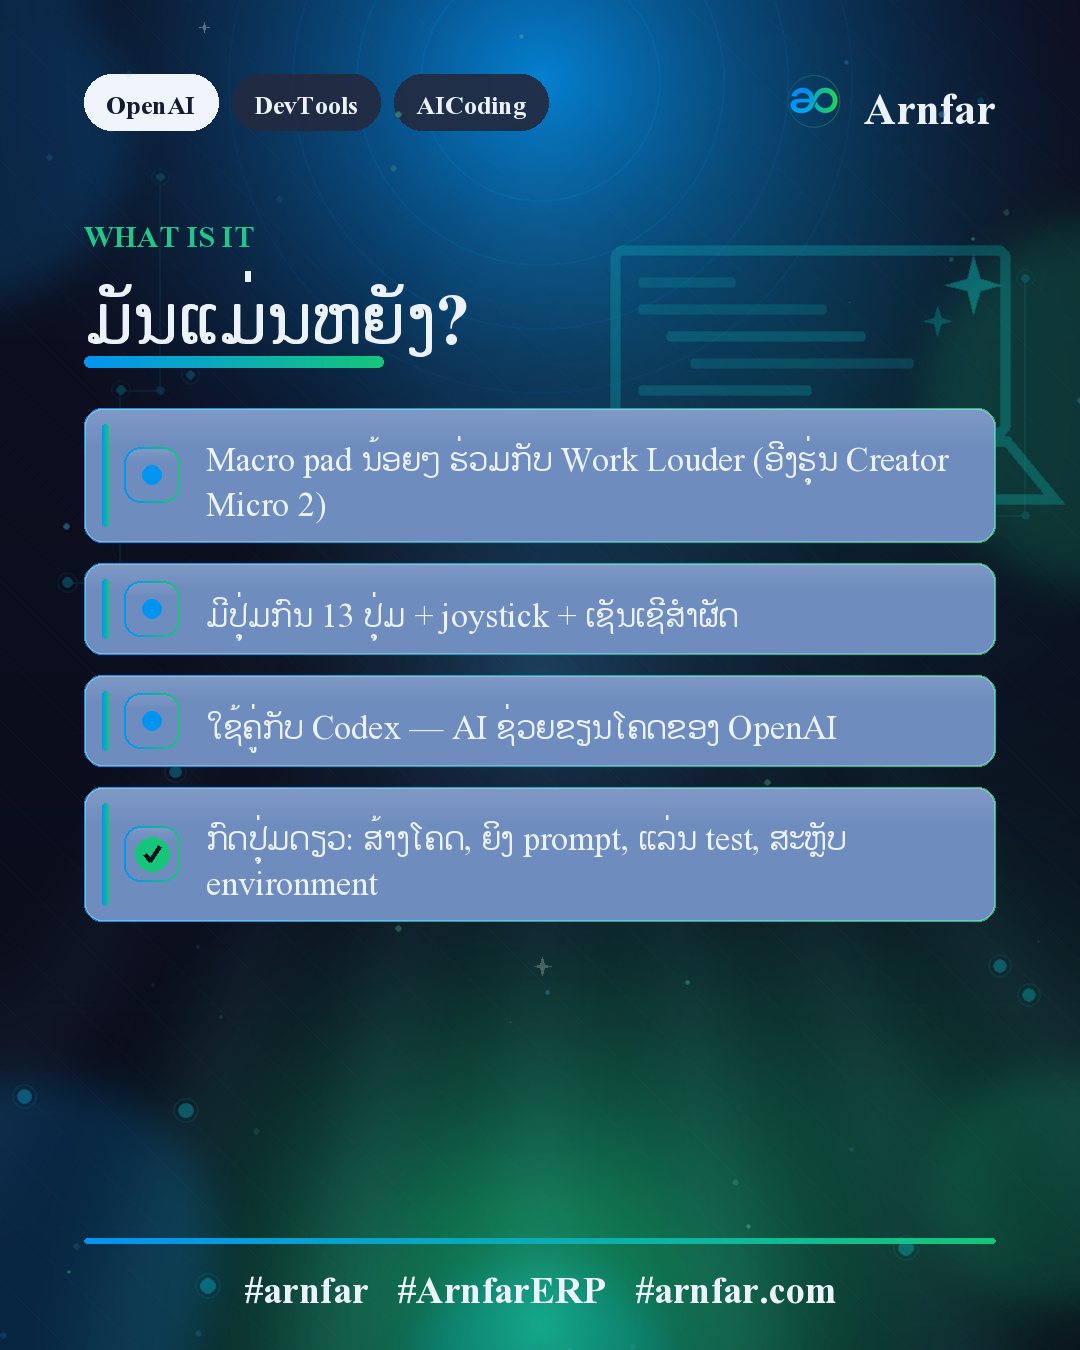 OpenAI DevTools AICoding
Arnfar
WHAT IS IT
ມັນແມ່ນຫຍັງ?
Macro pad ນ້ອຍໆ ຮ່ວມກັບ Work Louder (ອີງຮຸ່ນ Creator
Micro 2)
ມີປຸ່ມກົນ 13 ປຸ່ມ + joystick + ເຊັນເຊີສຳຜັດ
ໃຊ້ຄູ່ກັບ Codex — AI ຊ່ວຍຂຽນໂຄດຂອງ OpenAI
ກົດປຸ່ມດຽວ: ສ້າງໂຄດ, ຍິງ prompt, ແລ່ນ test, ສະຫຼັບ
environment
#arnfar #ArnfarERP #arnfar.com